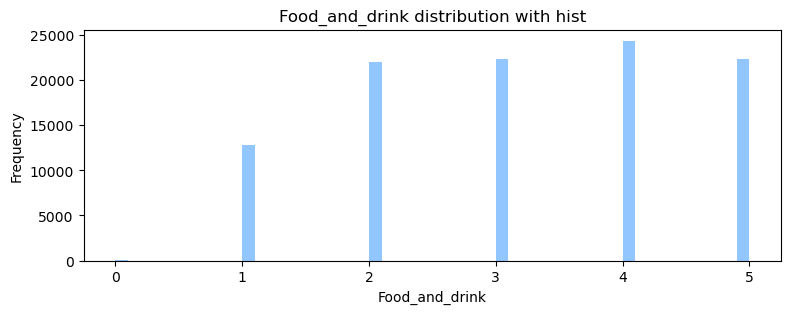 Food_and_drink distribution with hist
25000
20000
15000
10000
5000
0
Frequency
0 1 2 3 4 5
Food_and_drink